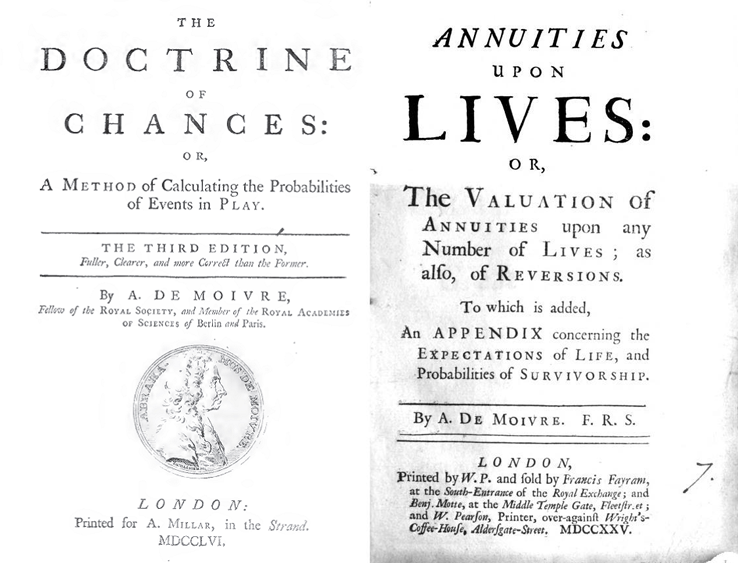 THE
DOCTRINE
OF
CHANCES:
OR,
A METHOD of Calculating the Probabilities
of Events in PLAY.
THE THIRD EDITION,
Fuller, Clearer, and more Correct than the Former.
By A. DE MOIVRE,
Fellow of the ROYAL SOCIETY, and Member of the ROYAL ACADEMIES
OF SCIENCES of Berlin and Paris.
ABRAHA-
MUS DE MOIVRE.
LONDON:
Printed for A. MILLAR, in the Strand.
MDCCLVI.
ANNUITIES
UPON
LIVES:
OR,
The VALUATION of
ANNUITIES upon any
Number of LIVES; as
alſo, of REVERSIONS.
To which is added,
An APPENDIX concerning the
EXPECTATIONS of LIFE, and
Probabilities of SURVIVORSHIP.
By A. DE MOIVRE. F. R. S.
LONDON,
Printed by W. P. and ſold by Francis Fayram,
at the South-Entrance of the Royal Exchange; and
Benj. Motte, at the Middle Temple Gate, Fleetſtreet;
and W. Pearſon, Printer, over-againſt Wright's-
Coffee-Houſe, Alderſgate-Street. MDCCXXV.
7.